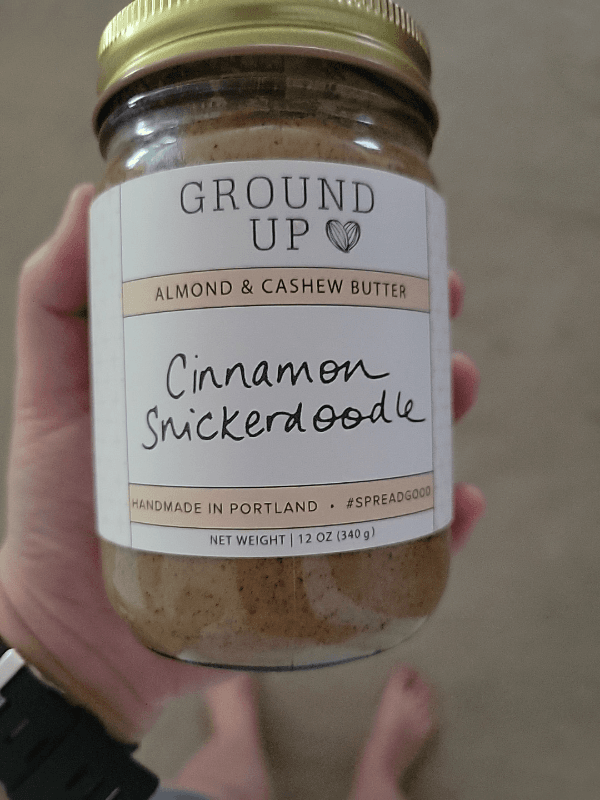 GROUND
UP
ALMOND & CASHEW BUTTER
Cinnamon
Snickerdoodle
HANDMADE IN PORTLAND • #SPREADGOOD
NET WEIGHT | 12 OZ (340 g)